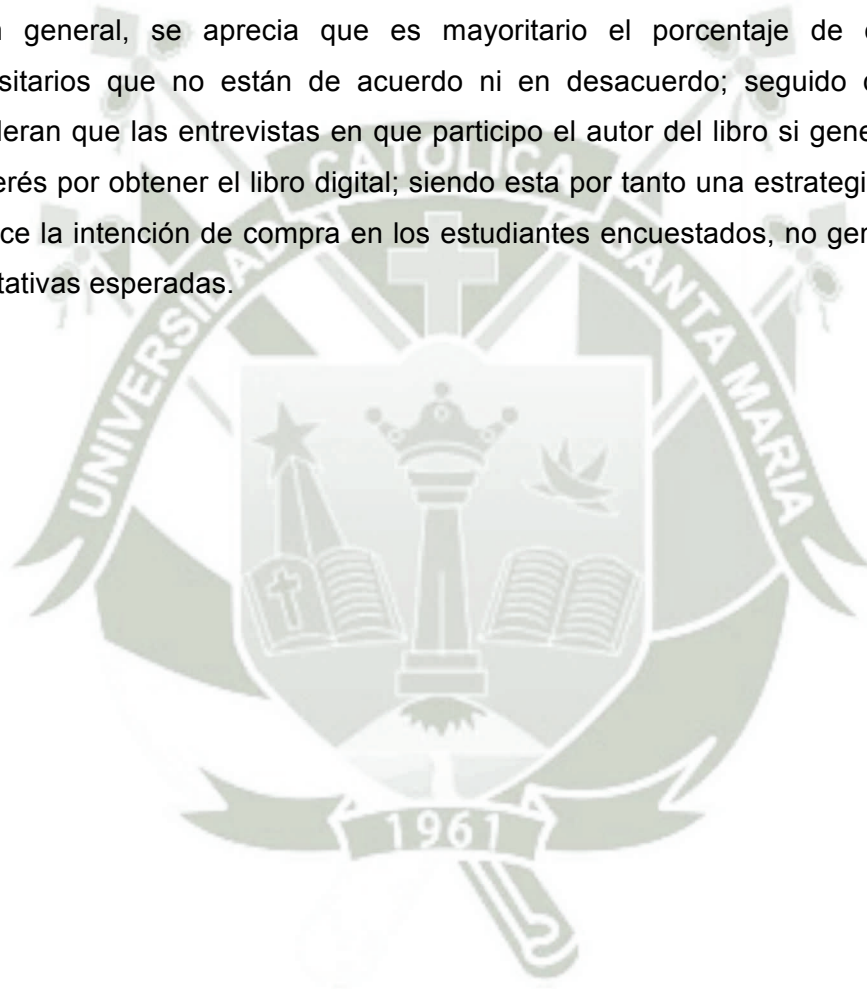 n general, se aprecia que es mayoritario el porcentaje de
sitarios que no están de acuerdo ni en desacuerdo; seguido
eran que las entrevistas en que participo el autor del libro si gene
erés por obtener el libro digital; siendo esta por tanto una estrategi
ce la intención de compra en los estudiantes encuestados, no gen
tativas esperadas.
UNIVERSIDAD CATÓLICA SANTA MARIA
1961